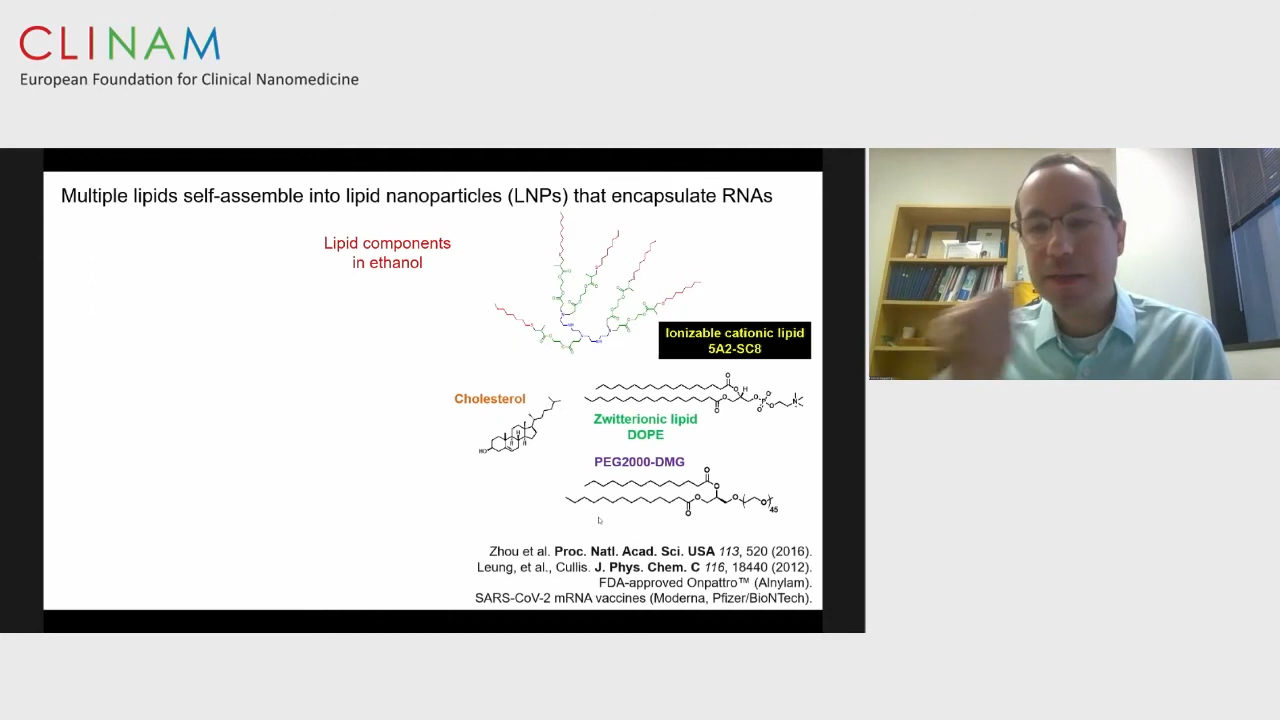 CLINAM
European Foundation for Clinical Nanomedicine
Multiple lipids self-assemble into lipid nanoparticles (LNPs) that encapsulate RNAs
Lipid components
in ethanol
Ionizable cationic lipid
5A2-SC8
Cholesterol
Zwitterionic lipid
DOPE
PEG2000-DMG
45
Zhou et al. Proc. Natl. Acad. Sci. USA 113, 520 (2016).
Leung, et al., Cullis. J. Phys. Chem. C 116, 18440 (2012).
FDA-approved Onpattro™ (Alnylam).
SARS-CoV-2 mRNA vaccines (Moderna, Pfizer/BioNTech).